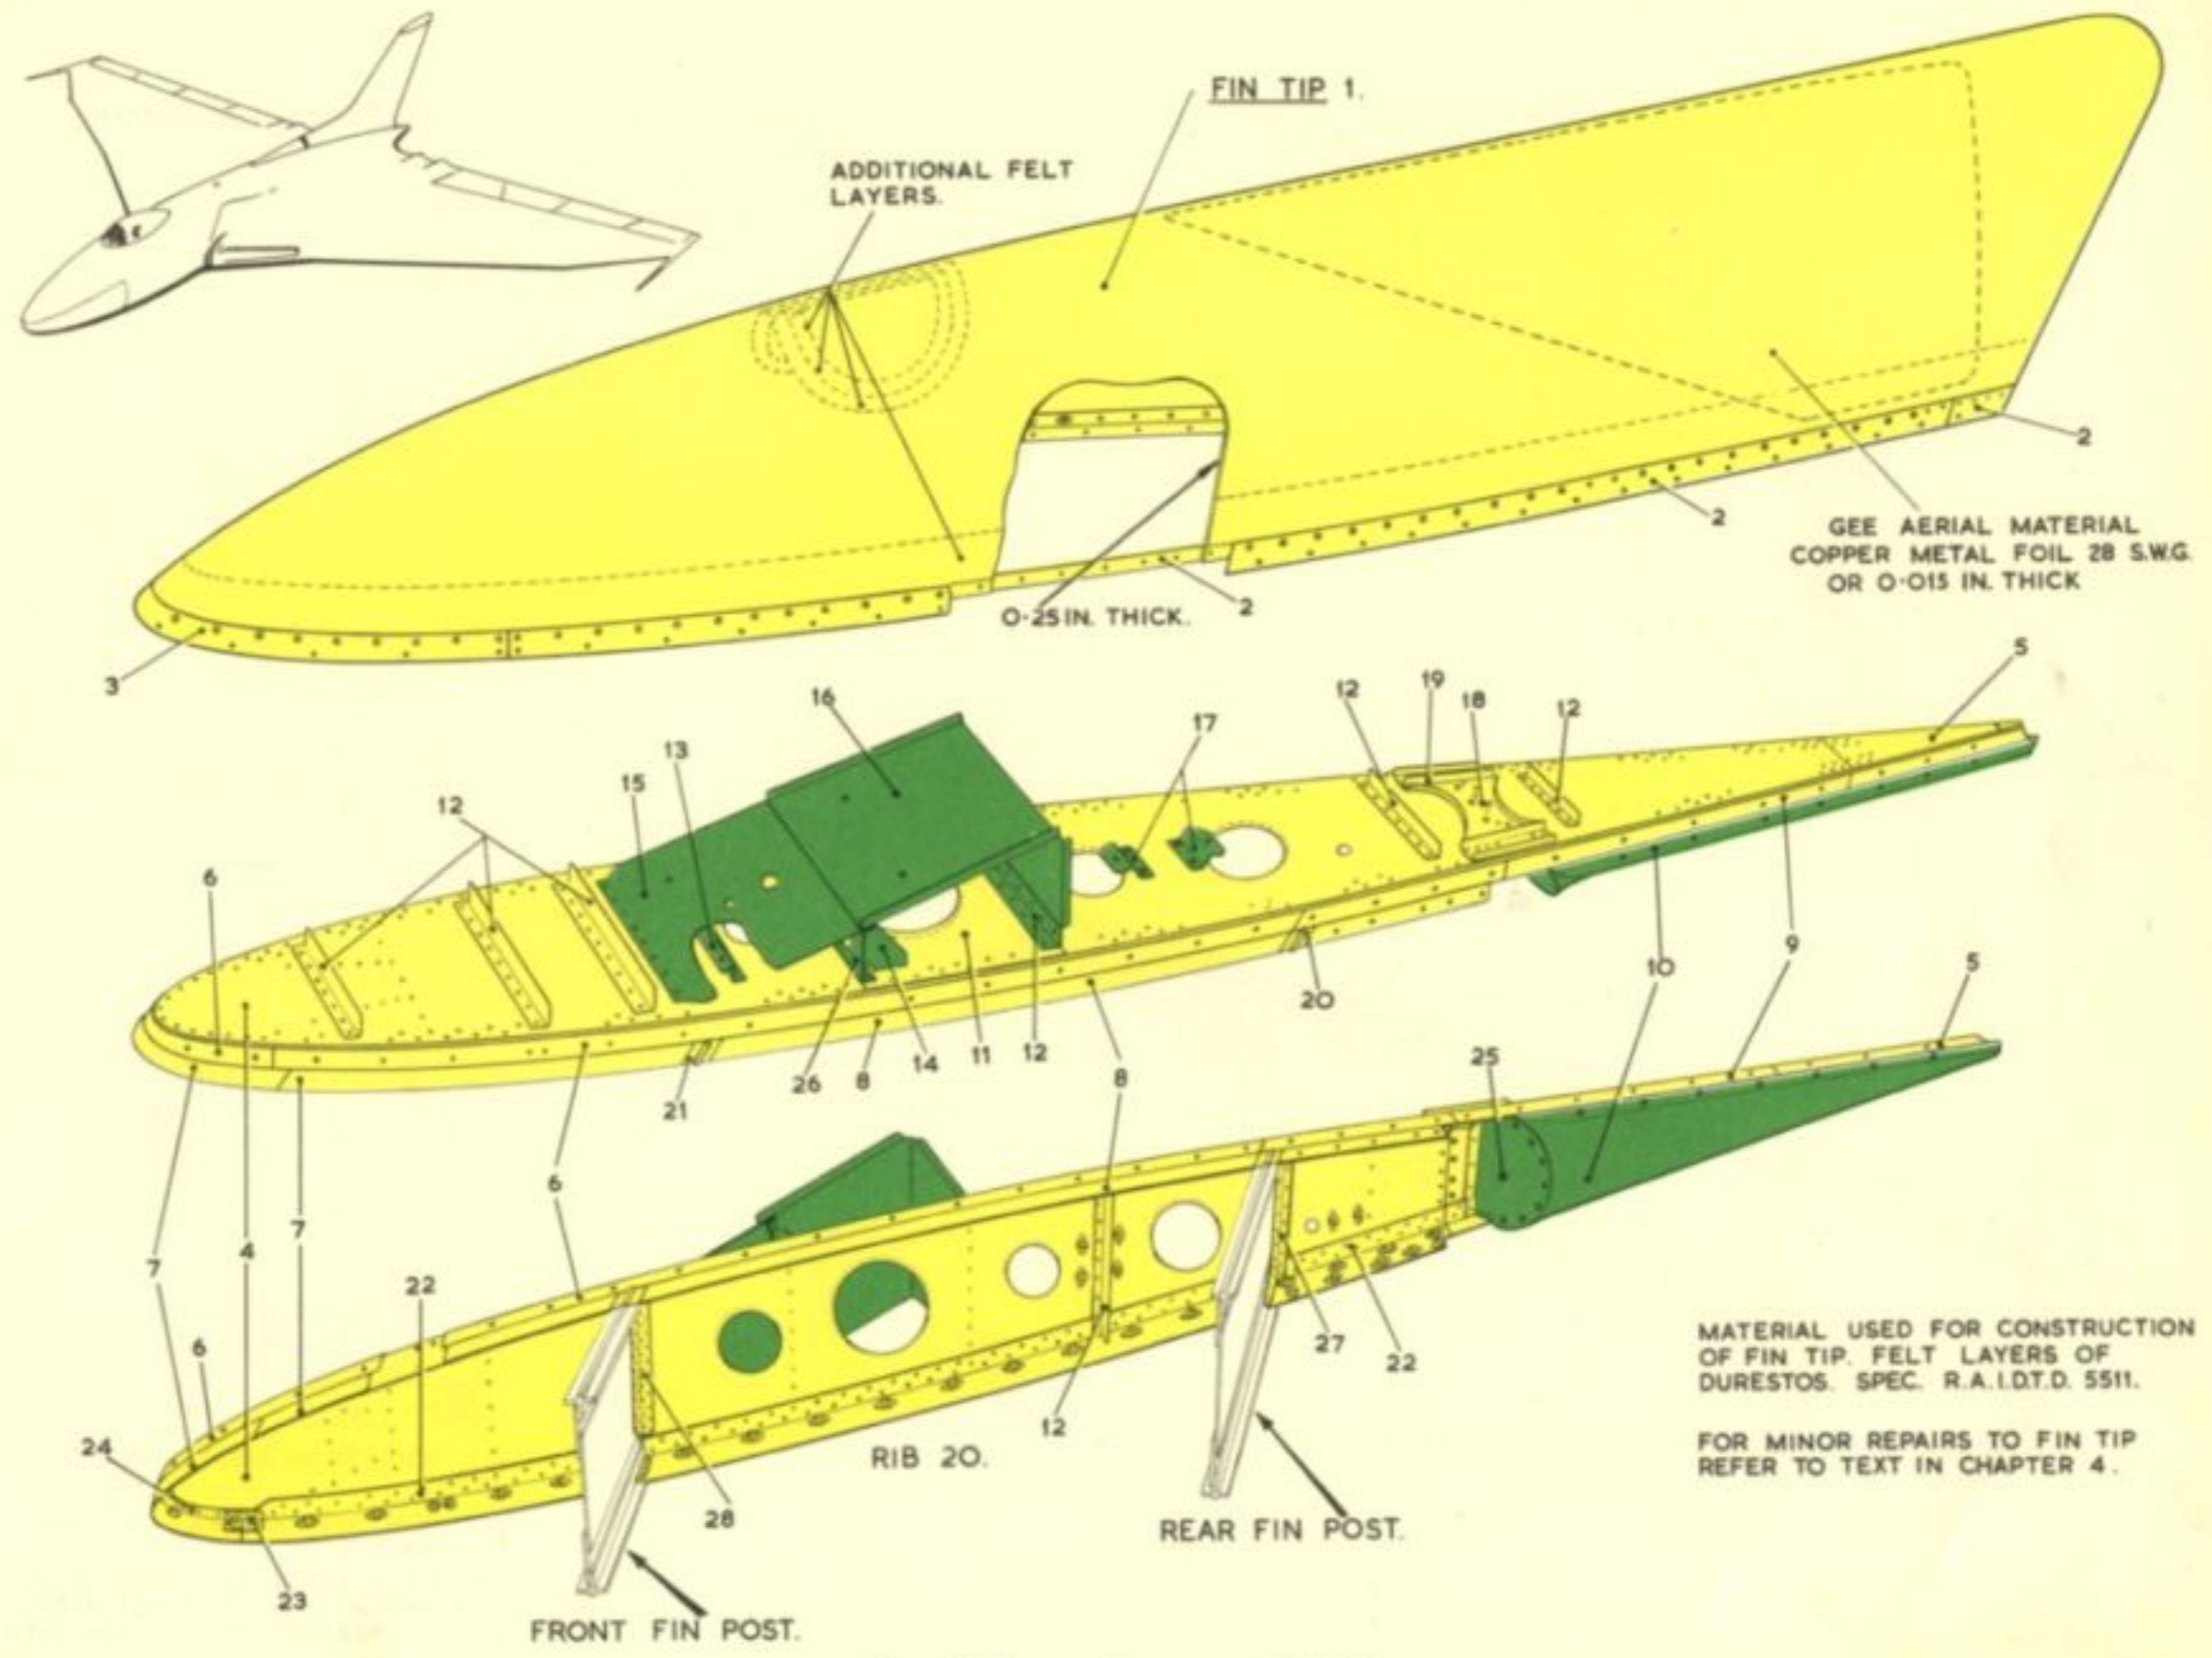 FIN TIP 1.
ADDITIONAL FELT
LAYERS.
2
2
GEE AERIAL MATERIAL
COPPER METAL FOIL 28 S.W.G.
OR 0·015 IN. THICK
2
0·25 IN. THICK.
3
5
16
12
19
18
12
17
13
15
12
6
10
9
5
20
26
8
14
11
12
8
21
25
6
7
4
7
22
6
27
22
12
24
RIB 20.
28
23
REAR FIN POST.
FRONT FIN POST.
MATERIAL USED FOR CONSTRUCTION
OF FIN TIP. FELT LAYERS OF
DURESTOS. SPEC. R.A.I.D.T.D. 5511.
FOR MINOR REPAIRS TO FIN TIP
REFER TO TEXT IN CHAPTER 4.